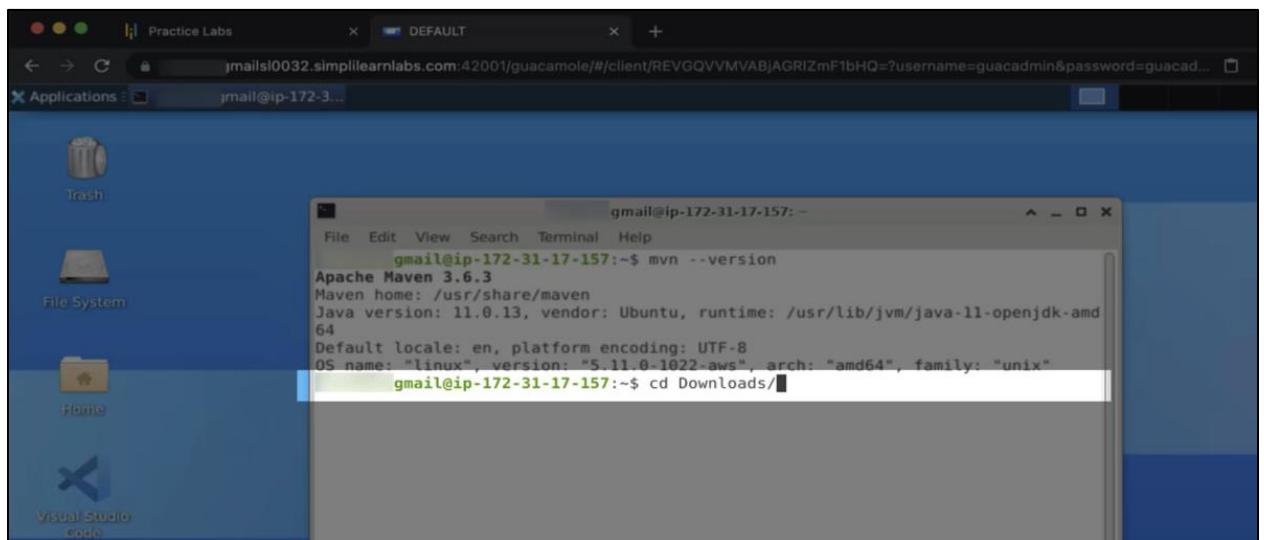 Practice Labs
DEFAULT
gmailsl0032.simplilearnlabs.com:42001/guacamole/#/client/REVGQVVMVABjAGRIZmF1bHQ=?username=guacadmin&password=guacad...
Applications
gmail@ip-172-3...
Trash
gmail@ip-172-31-17-157: ~
File Edit View Search Terminal Help
gmail@ip-172-31-17-157:~$ mvn --version
Apache Maven 3.6.3
Maven home: /usr/share/maven
Java version: 11.0.13, vendor: Ubuntu, runtime: /usr/lib/jvm/java-11-openjdk-amd
64
Default locale: en, platform encoding: UTF-8
OS name: "linux", version: "5.11.0-1022-aws", arch: "amd64", family: "unix"
gmail@ip-172-31-17-157:~$ cd Downloads/
File System
Home
Visual Studio
Code